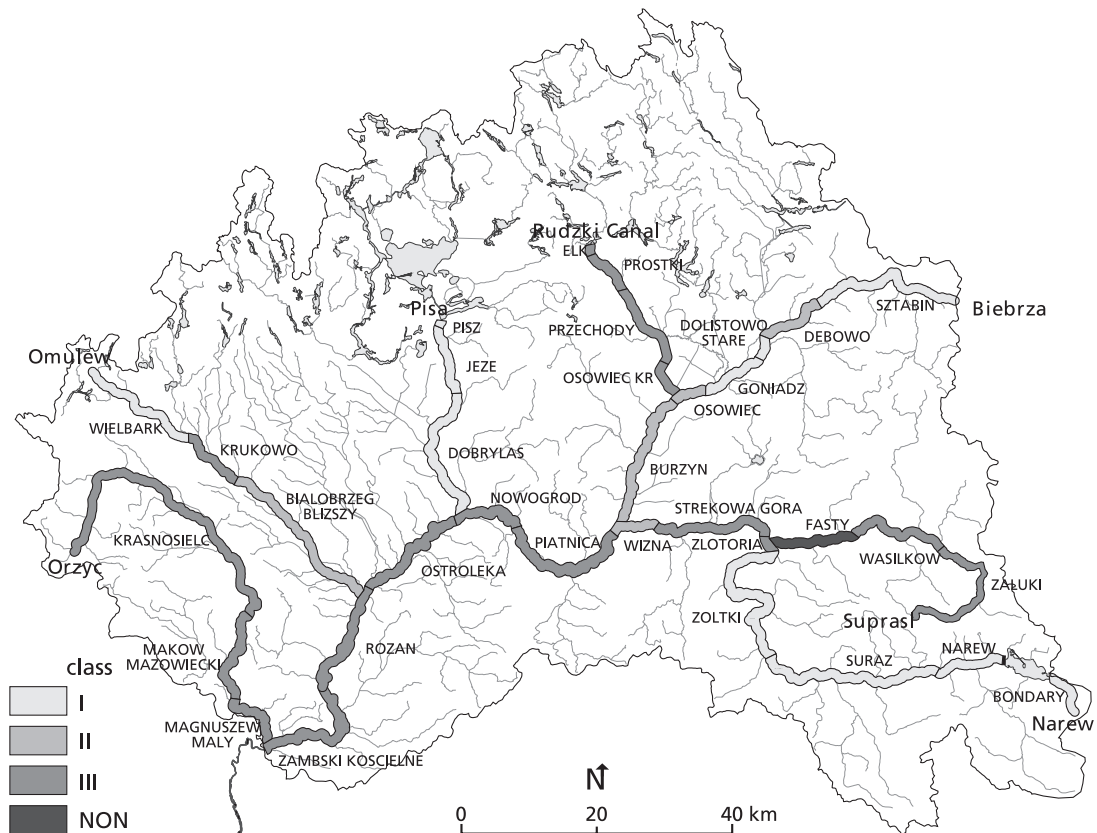 Rudzki Canal
ELK
PROSTKI
Biebrza
SZTABIN
Pisa
PISZ
PRZECHODY
DOLISTOWO
STARE
DEBOWO
Omulew
JEZE
OSOWIEC KR
GONIADZ
OSOWIEC
WIELBARK
KRUKOWO
DOBRYLAS
BURZYN
BIALOBRZEG
BLIZSZY
NOWOGROD
STREKOWA GORA
FASTY
KRASNOSIELC
PIATNICA
WIZNA
ZLOTORIA
WASILKOW
Orzyc
OSTROLEKA
ZAŁUKI
ZOLTKI
Suprasl
MAKOW
MAZOWIECKI
ROZAN
SURAZ
NAREW
BONDARY
Narew
MAGNUSZEW
MALY
ZAMBSKI KOSCIELNE
class
I
II
III
NON
N
0 20 40 km